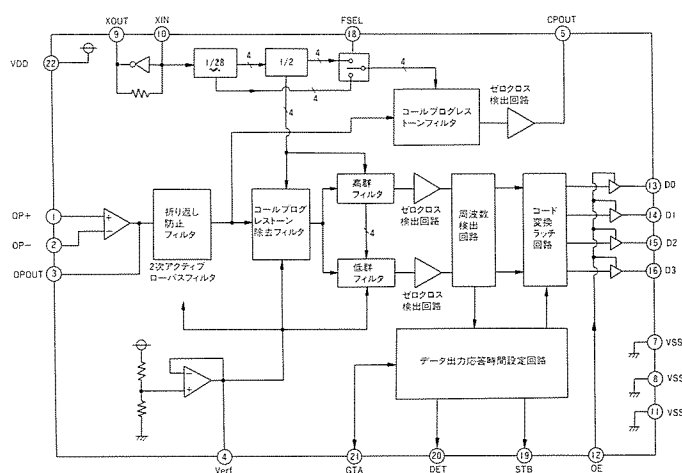 XOUT
XIN
FSEL
CPOUT
9
10
18
5
VDD
22
1/28
4
1/2
4
4
4
4
コールプログレス
トーンフィルタ
ゼロクロス
検出回路
OP+
1
OP-
2
OPOUT
3
+
-
折り返し
防止
フィルタ
2次アクティブ
ローパスフィルタ
コールプログ
レストーン
除去フィルタ
高群
フィルタ
4
低群
フィルタ
ゼロクロス
検出回路
ゼロクロス
検出回路
周波数
検出
回路
コード
変換
ラッチ
回路
13
D0
14
D1
15
D2
16
D3
データ出力応答時間設定回路
-
+
7
VSS
8
VSS
11
VSS
4
Verf
21
GTA
20
DET
19
STB
12
OE